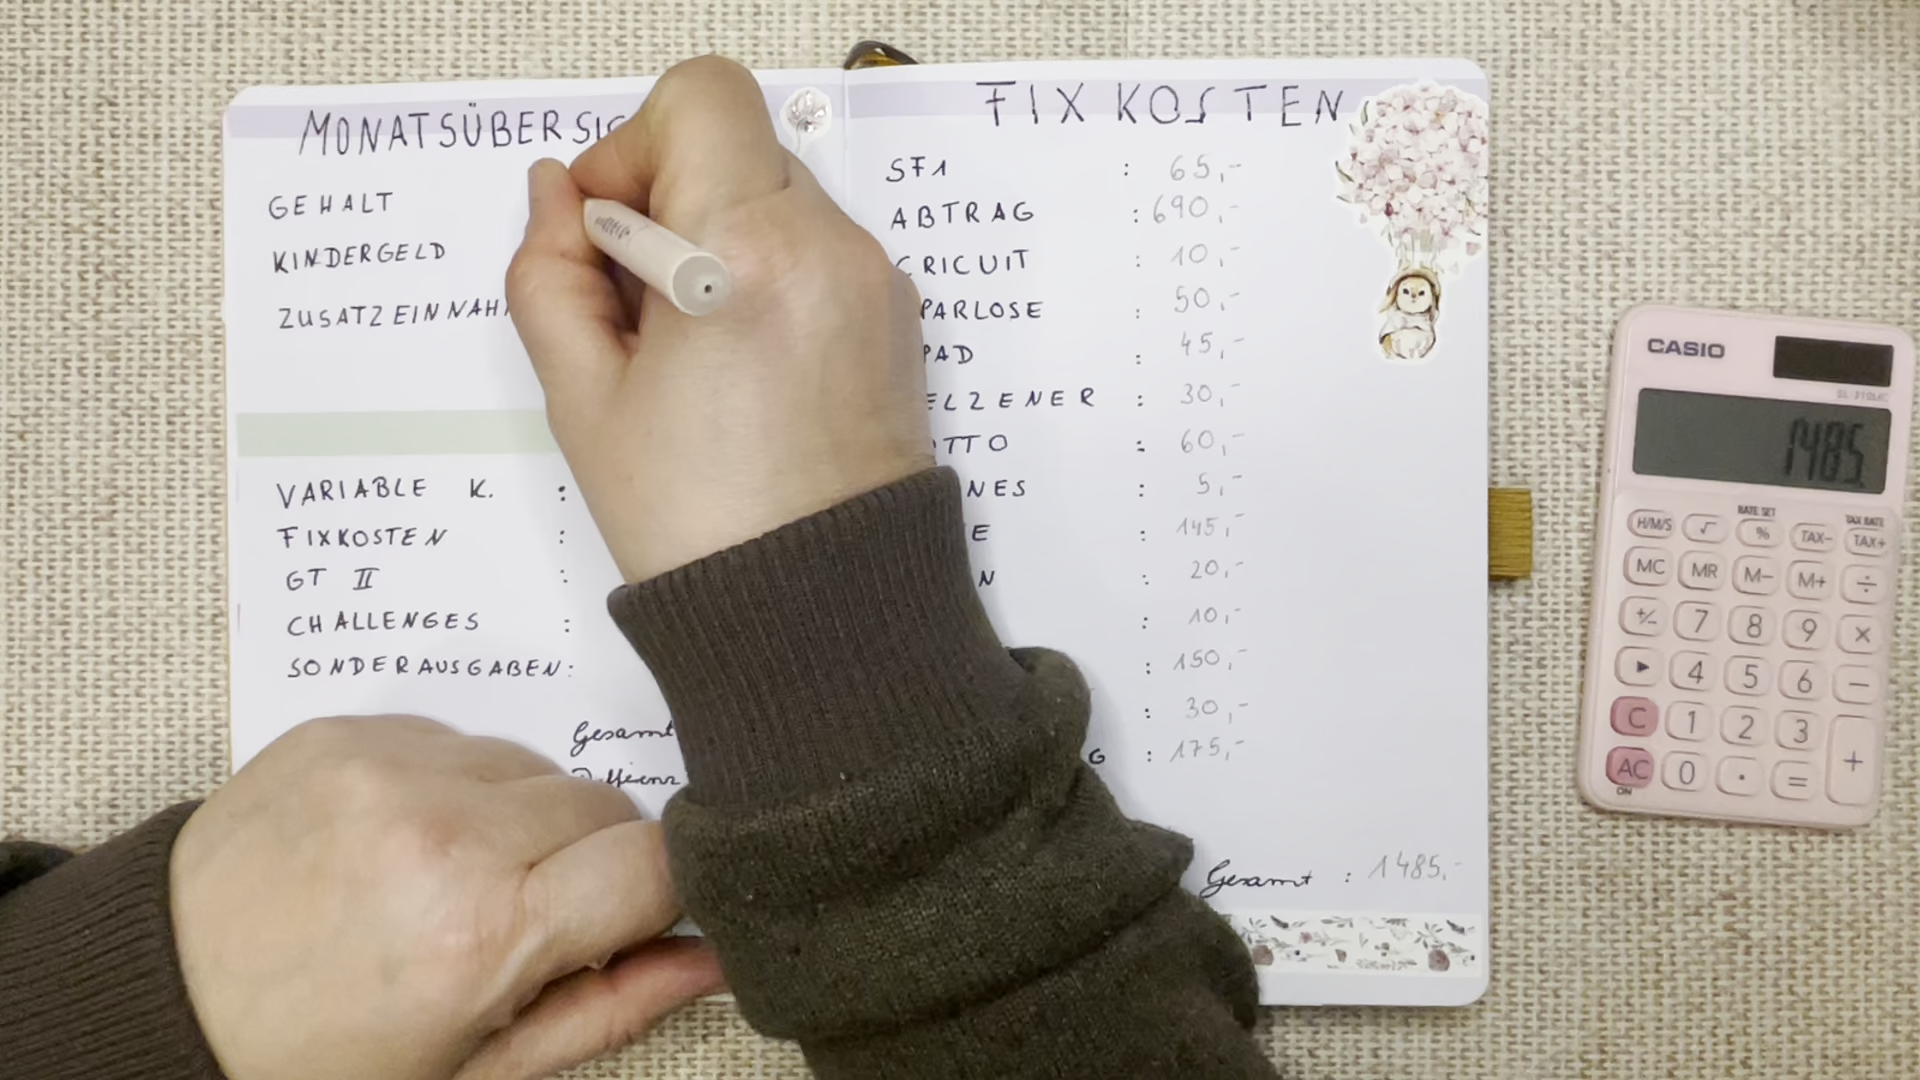 MONATSÜBERSIC
GEHALT
KINDERGELD
ZUSATZEINNAH
VARIABLE K. :
FIXKOSTEN :
GT II :
CHALLENGES :
SONDERAUSGABEN:
Gesamt
FIXKOSTEN
SF1 : 65,-
ABTRAG : 690,-
CRICUIT : 10,-
PARLOSE : 50,-
PAD : 45,-
ELZENER : 30,-
TTO : 60,-
NES : 5,-
E : 145,-
N : 20,-
: 10,-
: 150,-
: 30,-
G : 175,-
Gesamt : 1485,-
CASIO
1485.
RATE SET TAX RATE
H/M/S √ % TAX- TAX+
MC MR M- M+ ÷
+/- 7 8 9 ×
▶ 4 5 6 −
C 1 2 3
AC 0 · = +
ON